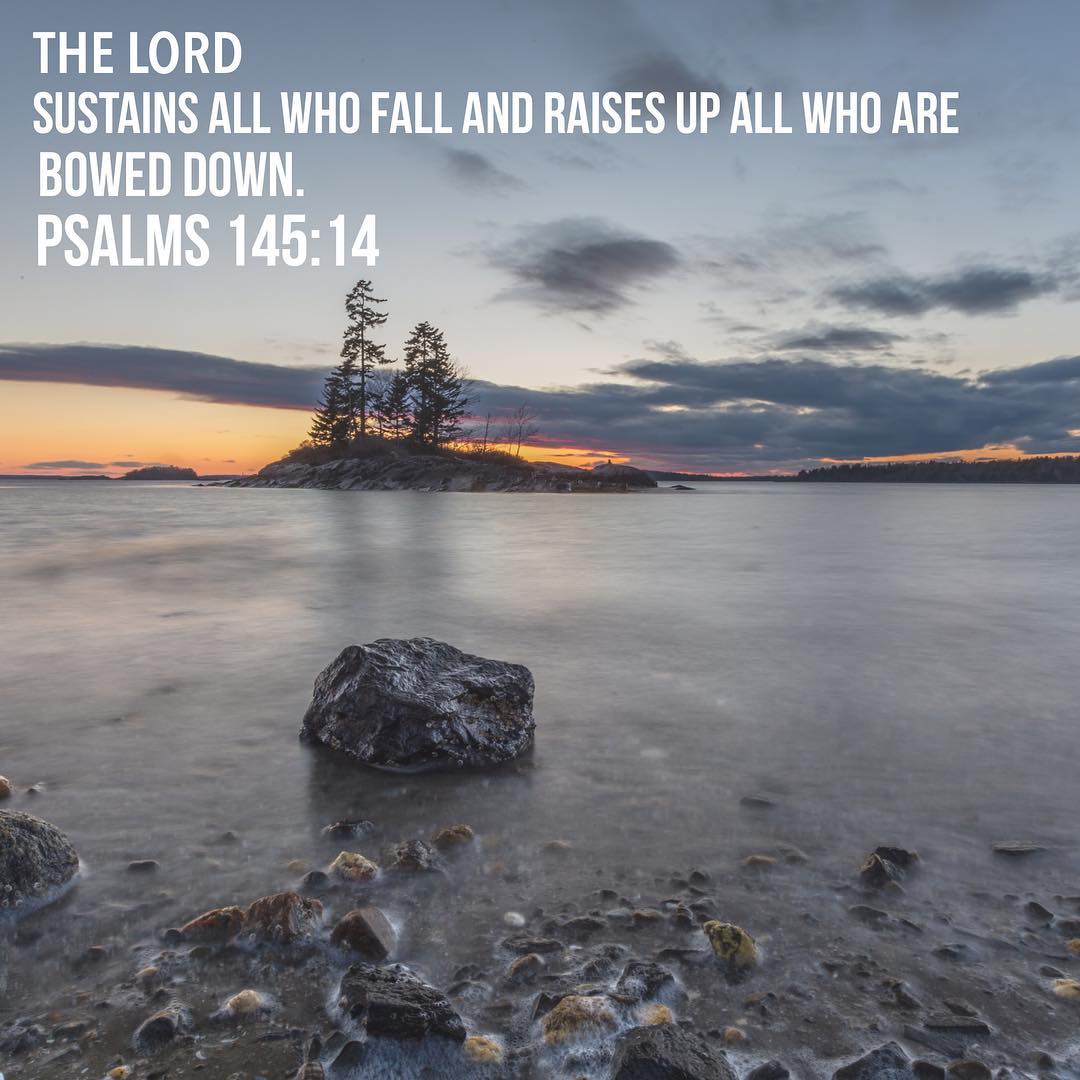 THE LORD
SUSTAINS ALL WHO FALL AND RAISES UP ALL WHO ARE
BOWED DOWN.
PSALMS 145:14